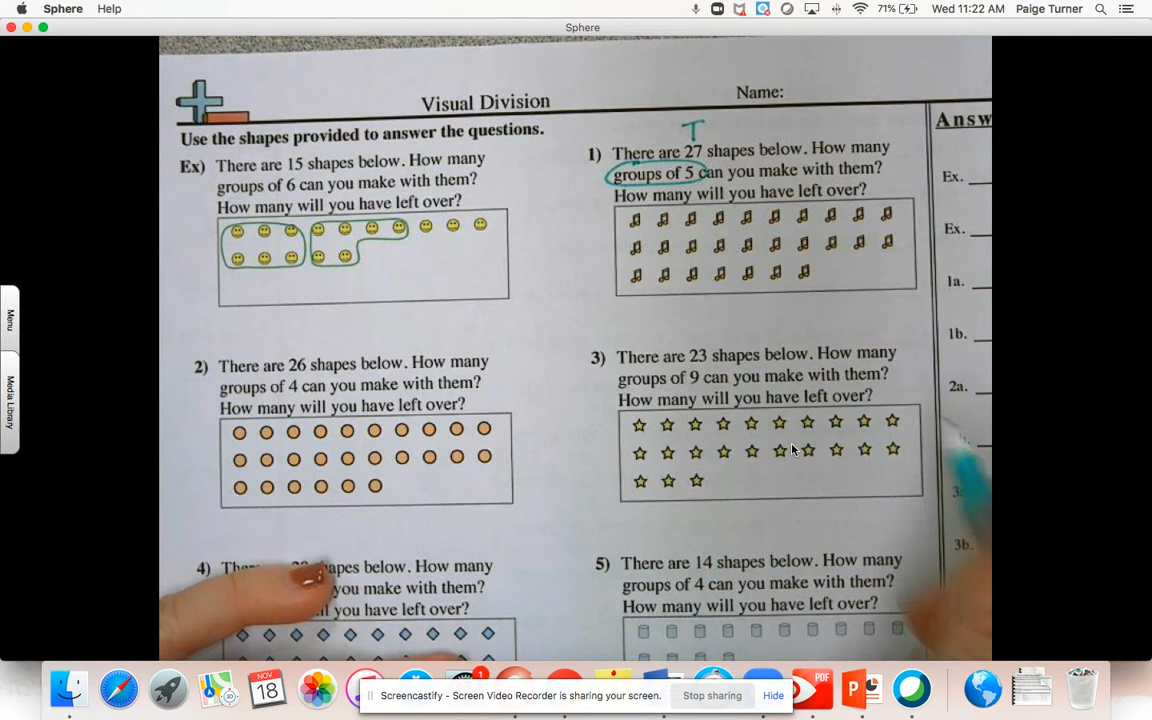 Sphere Help 71% Wed 11:22 AM Paige Turner
Sphere
Menu
Media Library
Visual Division
Name:
Use the shapes provided to answer the questions.
Ex) There are 15 shapes below. How many
groups of 6 can you make with them?
How many will you have left over?
T
1) There are 27 shapes below. How many
groups of 5 can you make with them?
How many will you have left over?
2) There are 26 shapes below. How many
groups of 4 can you make with them?
How many will you have left over?
3) There are 23 shapes below. How many
groups of 9 can you make with them?
How many will you have left over?
4) shapes below. How many
you make with them?
you have left over?
5) There are 14 shapes below. How many
groups of 4 can you make with them?
How many will you have left over?
Answ
Ex.
Ex.
1a.
1b.
2a.
3b.
NOV
18
1
PDF
Screencastify - Screen Video Recorder is sharing your screen. Stop sharing Hide